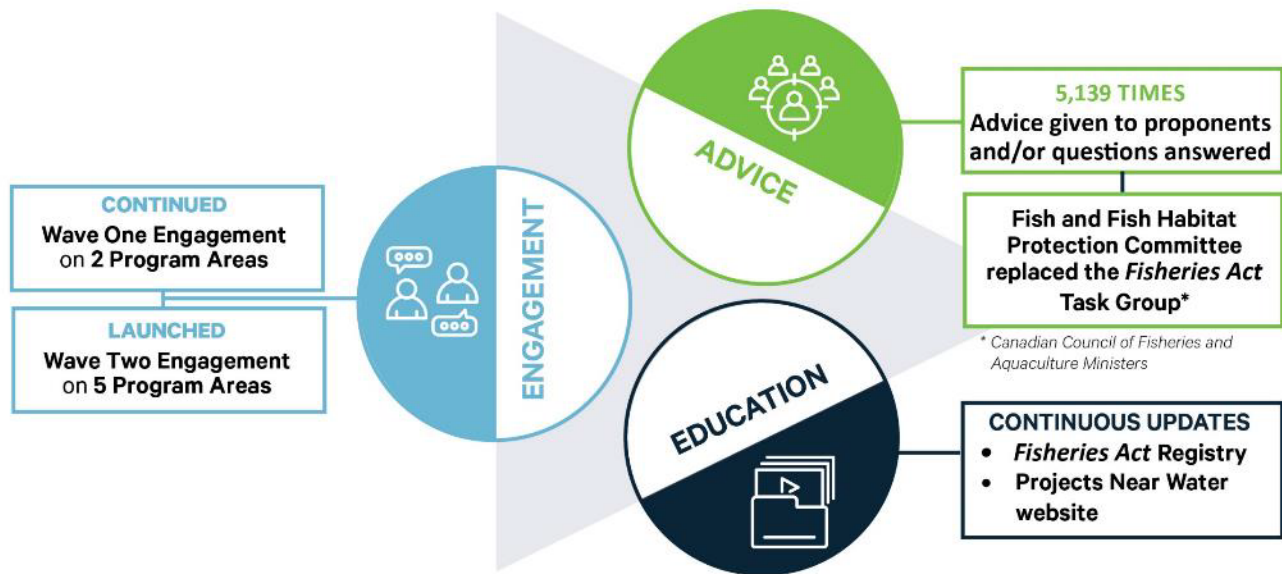 CONTINUED
Wave One Engagement
on 2 Program Areas
LAUNCHED
Wave Two Engagement
on 5 Program Areas
ENGAGEMENT
ADVICE
5,139 TIMES
Advice given to proponents
and/or questions answered
Fish and Fish Habitat
Protection Committee
replaced the Fisheries Act
Task Group*
* Canadian Council of Fisheries and
Aquaculture Ministers
EDUCATION
CONTINUOUS UPDATES
• Fisheries Act Registry
• Projects Near Water
website